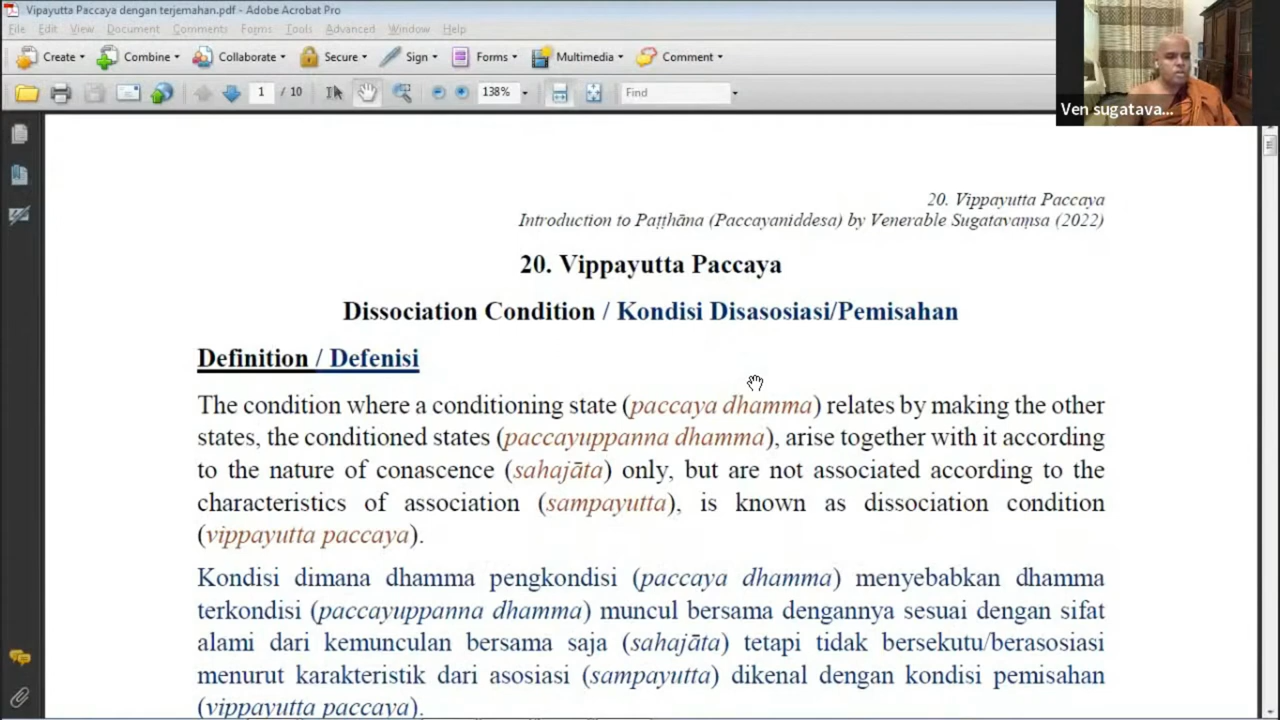 Vipayutta Paccaya dengan terjemahan.pdf - Adobe Acrobat Pro
File Edit View Document Comments Forms Tools Advanced Window Help
Create Combine Collaborate Secure Sign Forms Multimedia Comment
1 / 10 138% Find
Ven sugatava...
20. Vippayutta Paccaya
Introduction to Paṭṭhāna (Paccayaniddesa) by Venerable Sugatavaṃsa (2022)
20. Vippayutta Paccaya
Dissociation Condition / Kondisi Disasosiasi/Pemisahan
Definition / Defenisi
The condition where a conditioning state (paccaya dhamma) relates by making the other
states, the conditioned states (paccayuppanna dhamma), arise together with it according
to the nature of conascence (sahajāta) only, but are not associated according to the
characteristics of association (sampayutta), is known as dissociation condition
(vippayutta paccaya).
Kondisi dimana dhamma pengkondisi (paccaya dhamma) menyebabkan dhamma
terkondisi (paccayuppanna dhamma) muncul bersama dengannya sesuai dengan sifat
alami dari kemunculan bersama saja (sahajāta) tetapi tidak bersekutu/berasosiasi
menurut karakteristik dari asosiasi (sampayutta) dikenal dengan kondisi pemisahan
(vippayutta paccaya).